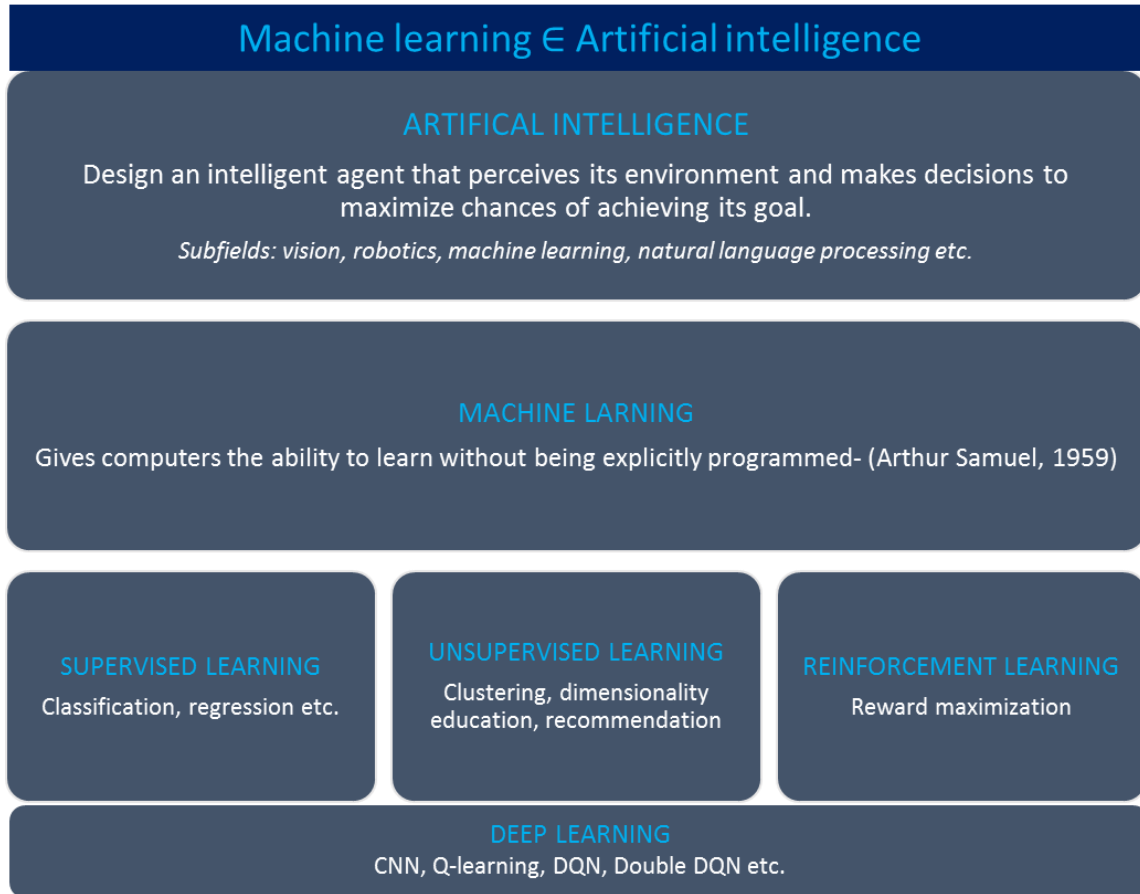 Machine learning ∈ Artificial intelligence
ARTIFICAL INTELLIGENCE
Design an intelligent agent that perceives its environment and makes decisions to
maximize chances of achieving its goal.
Subfields: vision, robotics, machine learning, natural language processing etc.
MACHINE LARNING
Gives computers the ability to learn without being explicitly programmed- (Arthur Samuel, 1959)
SUPERVISED LEARNING
Classification, regression etc.
UNSUPERVISED LEARNING
Clustering, dimensionality
education, recommendation
REINFORCEMENT LEARNING
Reward maximization
DEEP LEARNING
CNN, Q-learning, DQN, Double DQN etc.